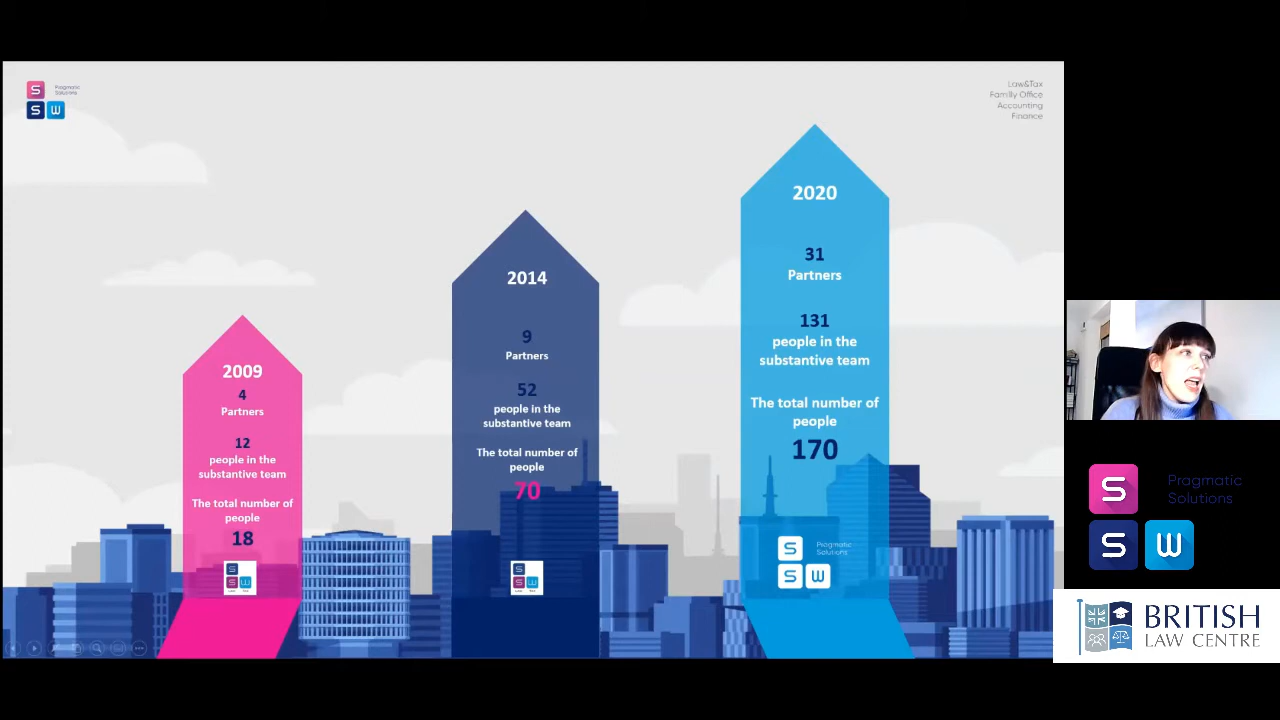 S
Pragmatic
Solutions
S W
Law&Tax
Family Office
Accounting
Finance
2009
4
Partners
12
people in the
substantive team
The total number of
people
18
S
S W
2014
9
Partners
52
people in the
substantive team
The total number of
people
70
S
S W
2020
31
Partners
131
people in the
substantive team
The total number of
people
170
S
Pragmatic
Solutions
S W
S
Pragmatic
Solutions
S W
BRITISH
LAW CENTRE